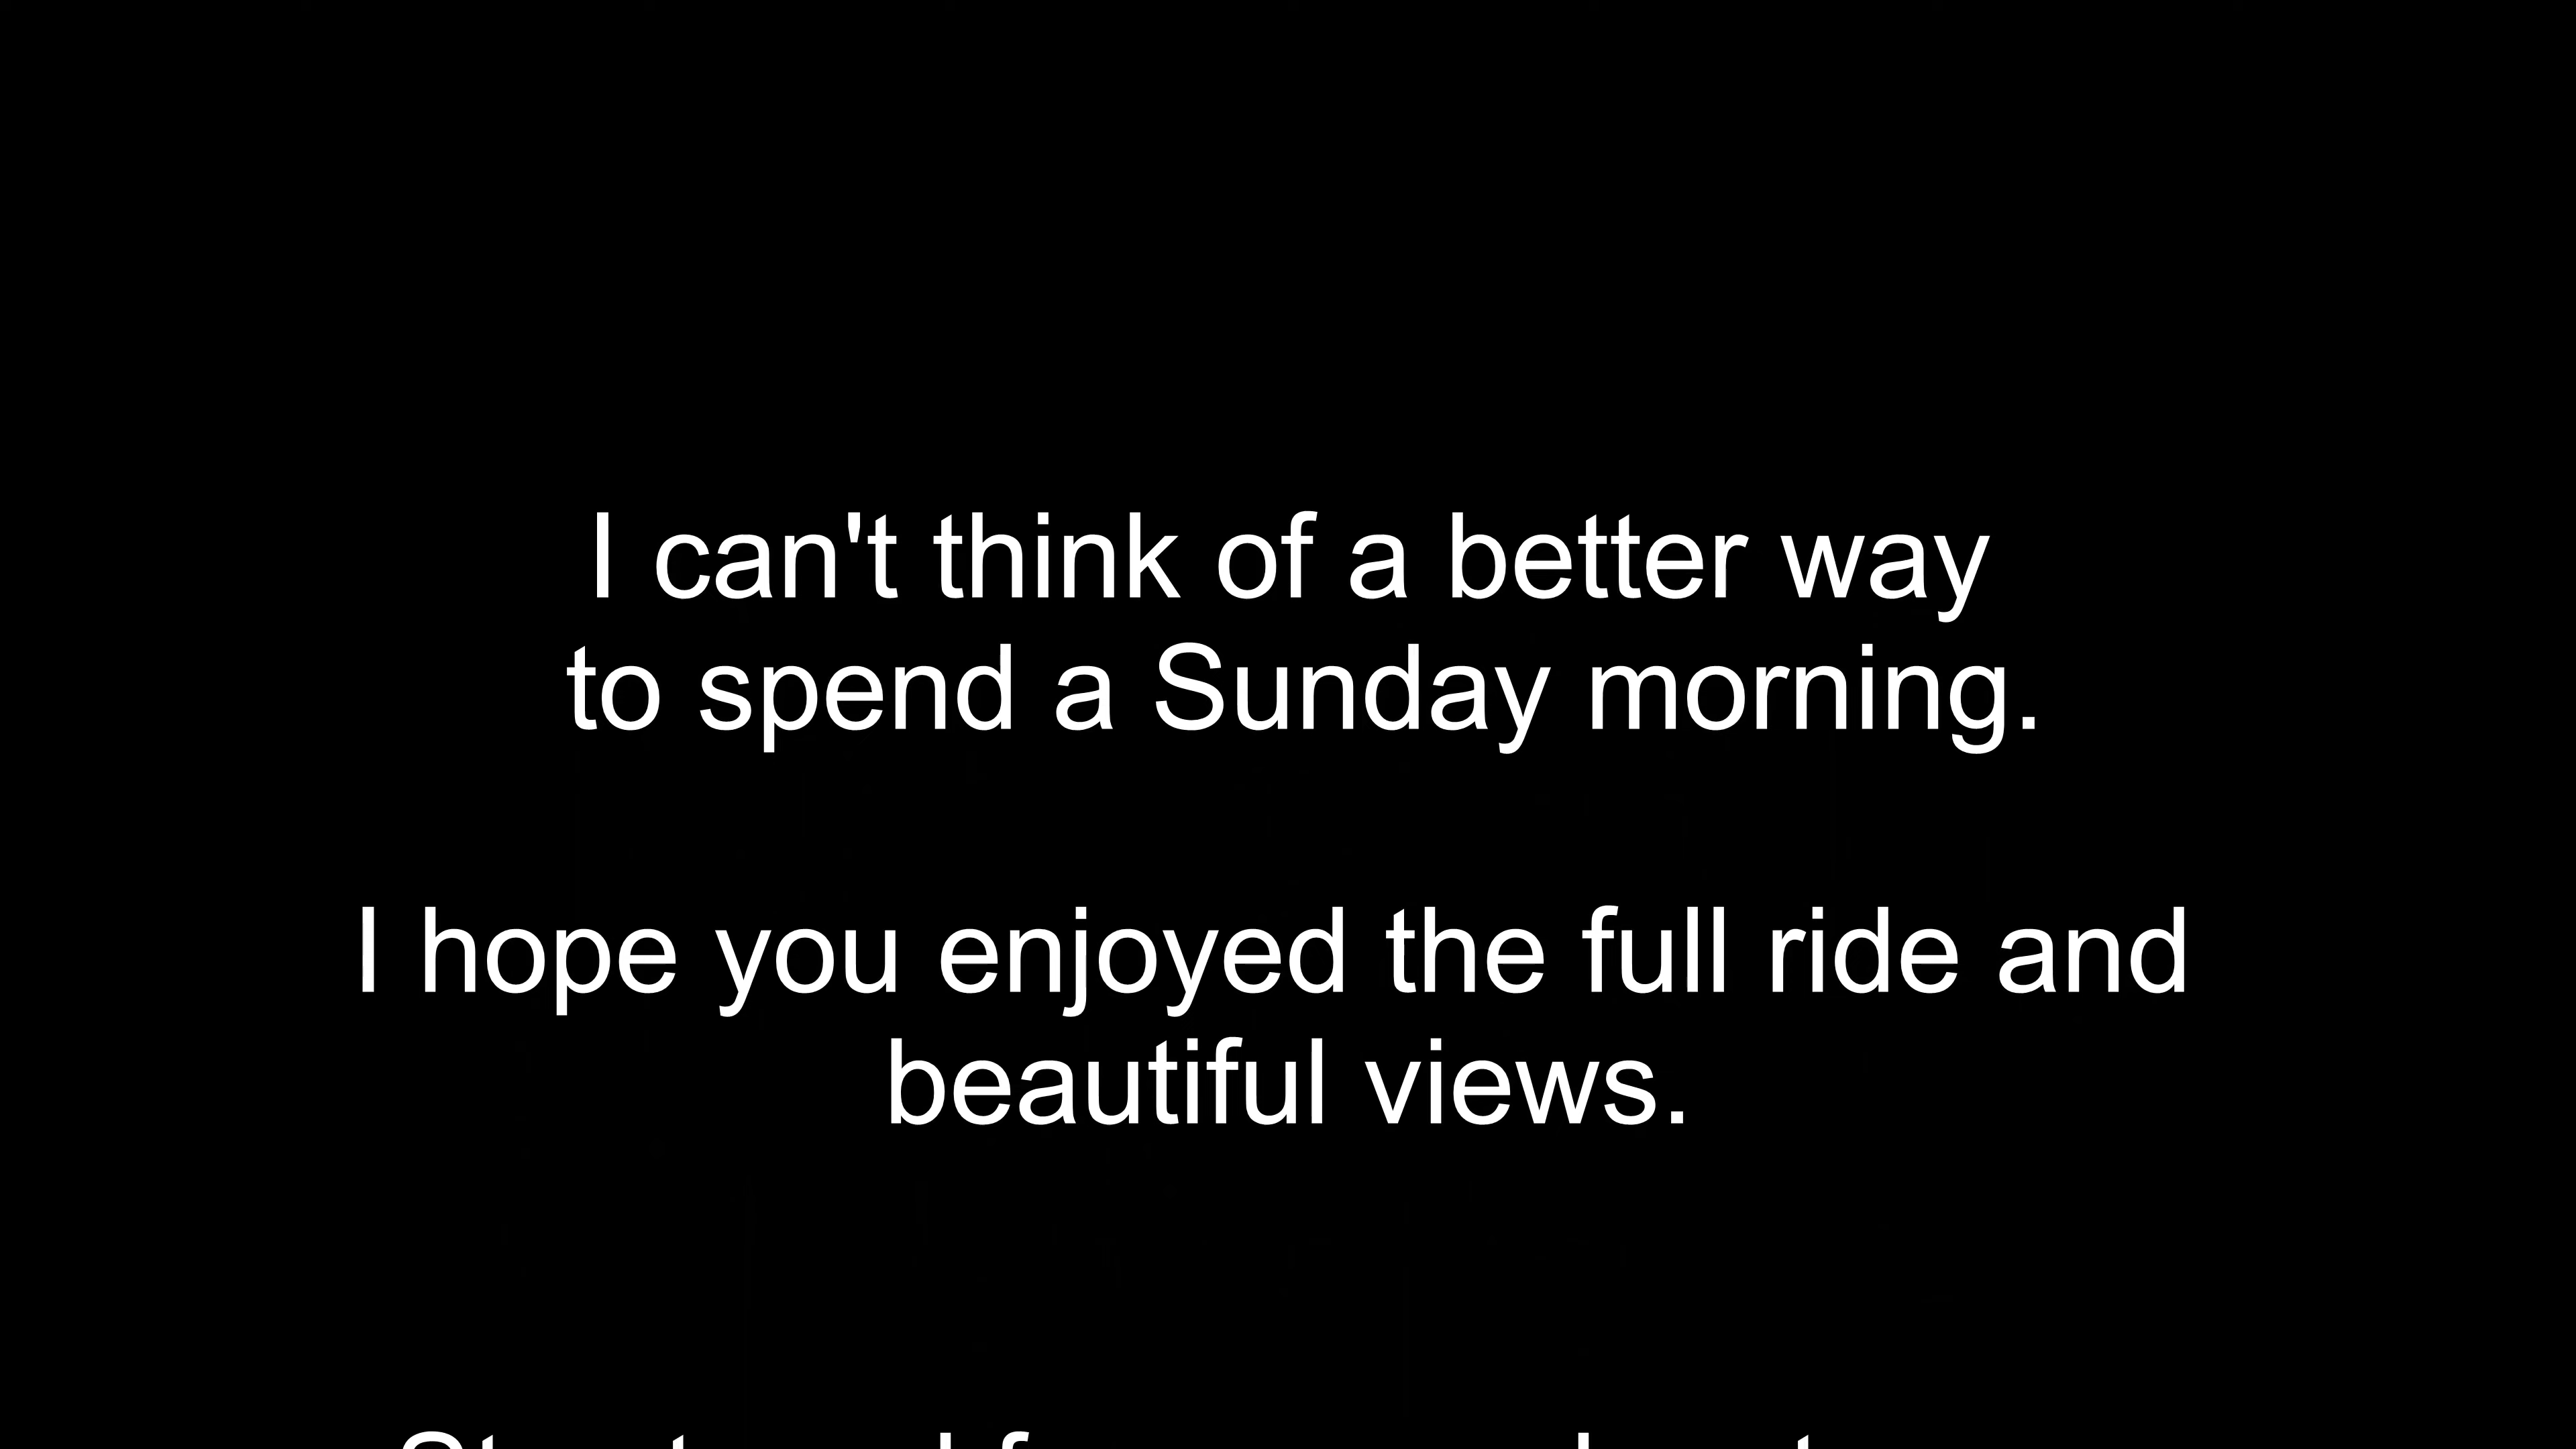 I can't think of a better way
to spend a Sunday morning.
I hope you enjoyed the full ride and
beautiful views.